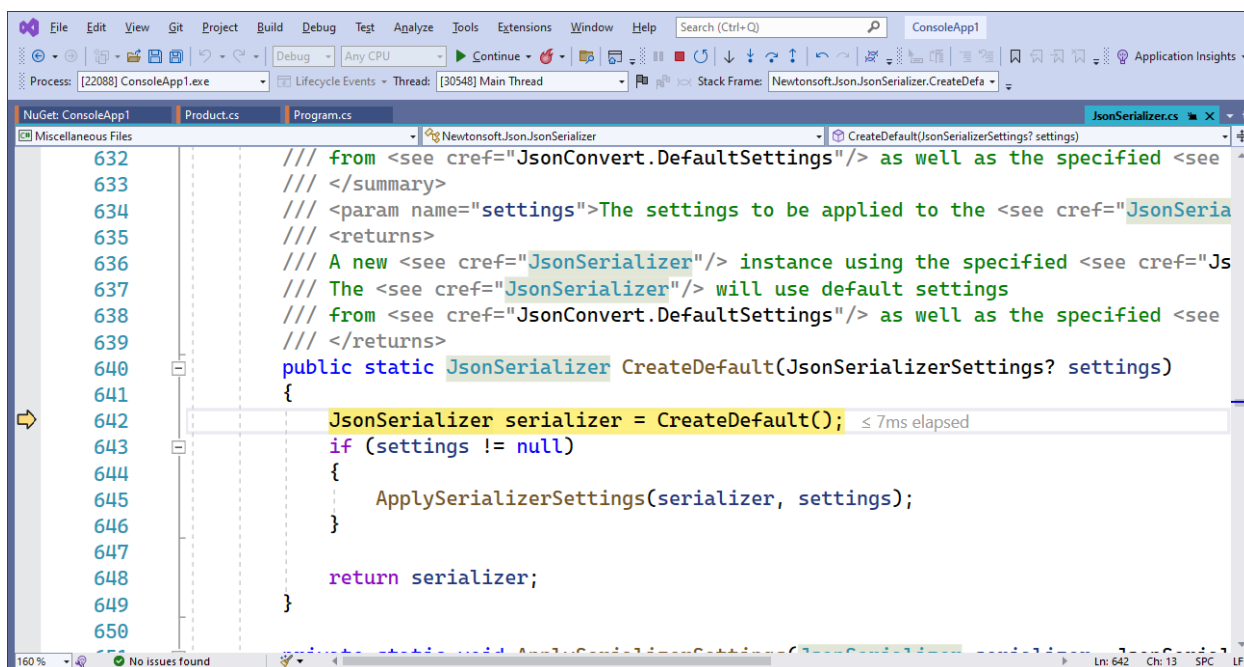 File Edit View Git Project Build Debug Test Analyze Tools Extensions Window Help Search (Ctrl+Q) ConsoleApp1
Debug Any CPU Continue Application Insights
Process: [22088] ConsoleApp1.exe Lifecycle Events Thread: [30548] Main Thread Stack Frame: Newtonsoft.Json.JsonSerializer.CreateDefa
NuGet: ConsoleApp1 Product.cs Program.cs JsonSerializer.cs
C# Miscellaneous Files Newtonsoft.Json.JsonSerializer CreateDefault(JsonSerializerSettings? settings)
632 /// from <see cref="JsonConvert.DefaultSettings"/> as well as the specified <see
633 /// </summary>
634 /// <param name="settings">The settings to be applied to the <see cref="JsonSeria
635 /// <returns>
636 /// A new <see cref="JsonSerializer"/> instance using the specified <see cref="Js
637 /// The <see cref="JsonSerializer"/> will use default settings
638 /// from <see cref="JsonConvert.DefaultSettings"/> as well as the specified <see
639 /// </returns>
640 public static JsonSerializer CreateDefault(JsonSerializerSettings? settings)
641 {
642 JsonSerializer serializer = CreateDefault(); ≤ 7ms elapsed
643 if (settings != null)
644 {
645 ApplySerializerSettings(serializer, settings);
646 }
647
648 return serializer;
649 }
650
private static void ApplySerializerSettings(JsonSerializer serializer, JsonSerial
160 % No issues found Ln: 642 Ch: 13 SPC LF